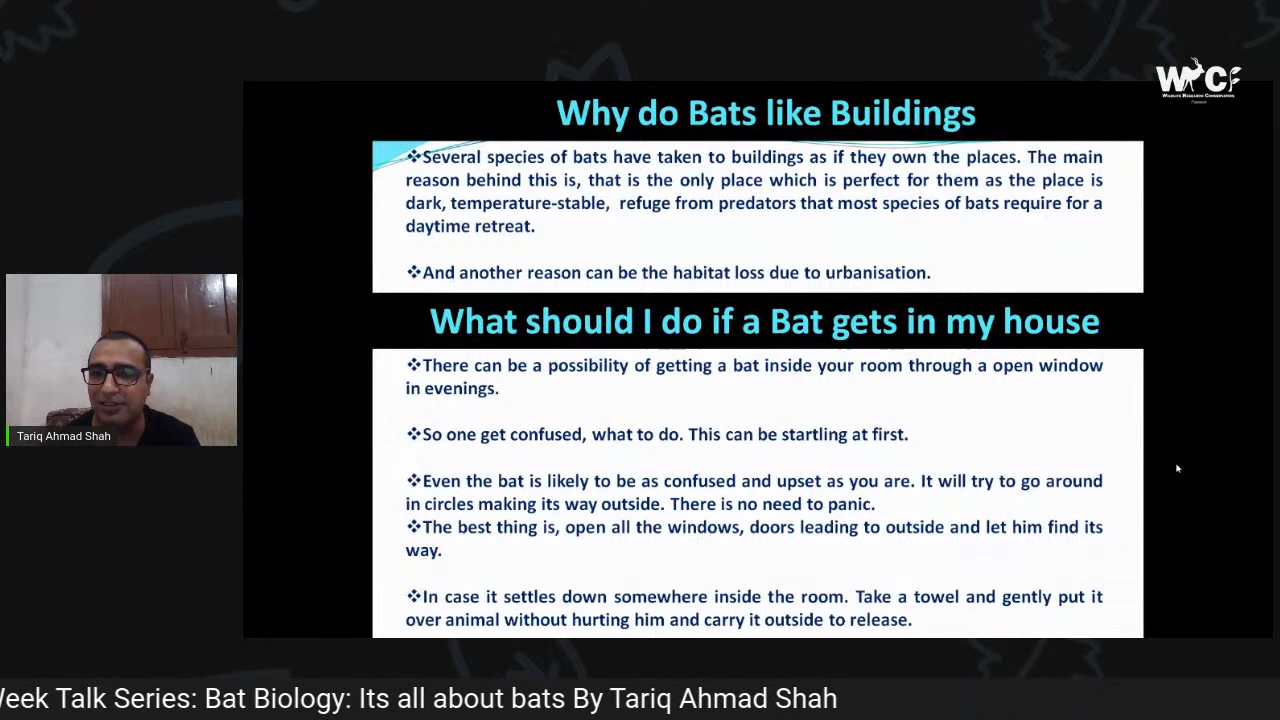 WRCF
WILDLIFE RESEARCH CONSERVATION
Why do Bats like Buildings
❖Several species of bats have taken to buildings as if they own the places. The main
reason behind this is, that is the only place which is perfect for them as the place is
dark, temperature-stable, refuge from predators that most species of bats require for a
daytime retreat.
❖And another reason can be the habitat loss due to urbanisation.
What should I do if a Bat gets in my house
❖There can be a possibility of getting a bat inside your room through a open window
in evenings.
❖So one get confused, what to do. This can be startling at first.
❖Even the bat is likely to be as confused and upset as you are. It will try to go around
in circles making its way outside. There is no need to panic.
❖The best thing is, open all the windows, doors leading to outside and let him find its
way.
❖In case it settles down somewhere inside the room. Take a towel and gently put it
over animal without hurting him and carry it outside to release.
Tariq Ahmad Shah
Week Talk Series: Bat Biology: Its all about bats By Tariq Ahmad Shah